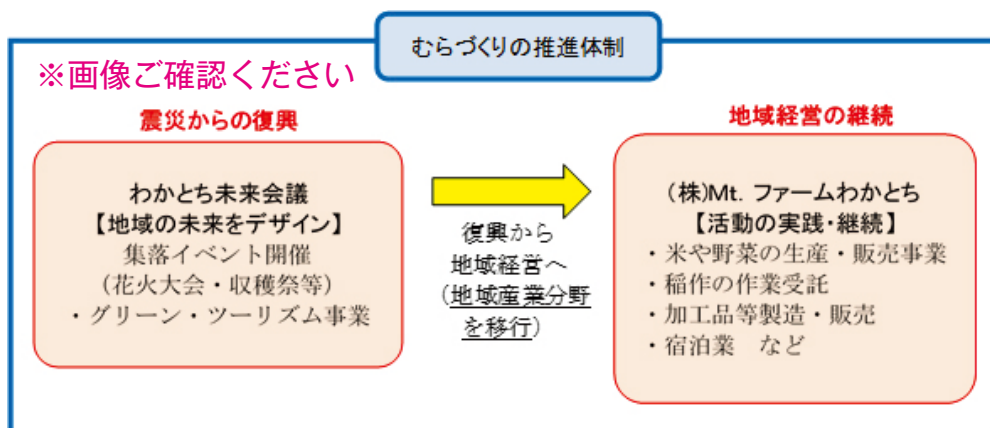 むらづくりの推進体制
※画像ご確認ください
震災からの復興
わかとち未来会議
【地域の未来をデザイン】
集落イベント開催
(花火大会・収穫祭等)
・グリーン・ツーリズム事業
復興から
地域経営へ
(地域産業分野
を移行)
地域経営の継続
(株)Mt. ファームわかとち
【活動の実践・継続】
・米や野菜の生産・販売事業
・稲作の作業受託
・加工品等製造・販売
・宿泊業 など